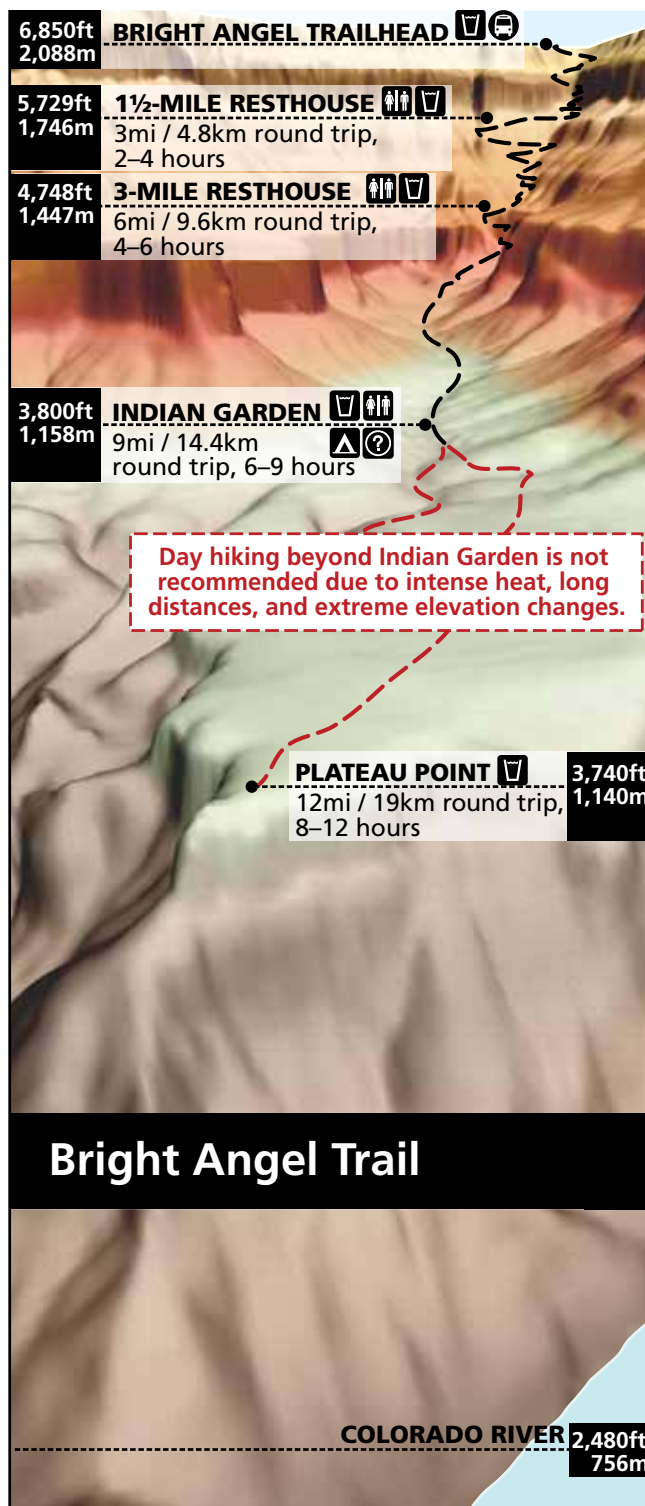 6,850ft
2,088m
BRIGHT ANGEL TRAILHEAD
5,729ft
1,746m
1½-MILE RESTHOUSE
3mi / 4.8km round trip,
2–4 hours
4,748ft
1,447m
3-MILE RESTHOUSE
6mi / 9.6km round trip,
4–6 hours
3,800ft
1,158m
INDIAN GARDEN
?
9mi / 14.4km
round trip, 6–9 hours
Day hiking beyond Indian Garden is not
recommended due to intense heat, long
distances, and extreme elevation changes.
PLATEAU POINT
12mi / 19km round trip,
8–12 hours
3,740ft
1,140m
Bright Angel Trail
COLORADO RIVER
2,480ft
756m